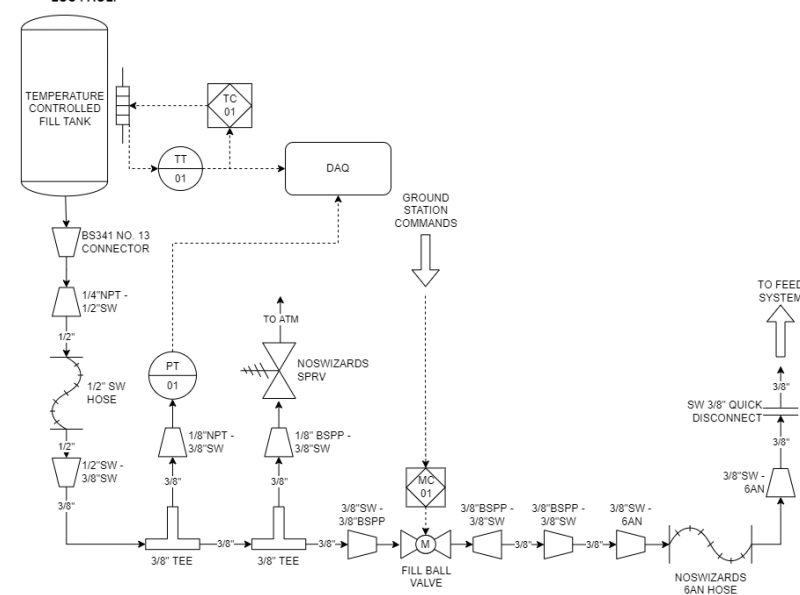 TEMPERATURE
CONTROLLED
FILL TANK
TC
01
TT
01
DAQ
GROUND
STATION
COMMANDS
BS341 NO. 13
CONNECTOR
1/4"NPT -
1/2"SW
1/2"
TO ATM
TO FEED
SYSTEM
PT
01
NOSWIZARDS
SPRV
1/2" SW
HOSE
3/8"
SW 3/8" QUICK
DISCONNECT
1/8"NPT -
3/8"SW
1/8" BSPP -
3/8"SW
1/2"
3/8"
1/2"SW -
3/8"SW
3/8"
3/8"
MC
01
3/8"SW -
6AN
3/8"
3/8"SW -
3/8"BSPP
3/8"BSPP -
3/8"SW
3/8"BSPP -
3/8"SW
3/8"SW -
6AN
3/8"
3/8"
M
3/8"
3/8"
3/8" TEE
3/8" TEE
FILL BALL
VALVE
NOSWIZARDS
6AN HOSE